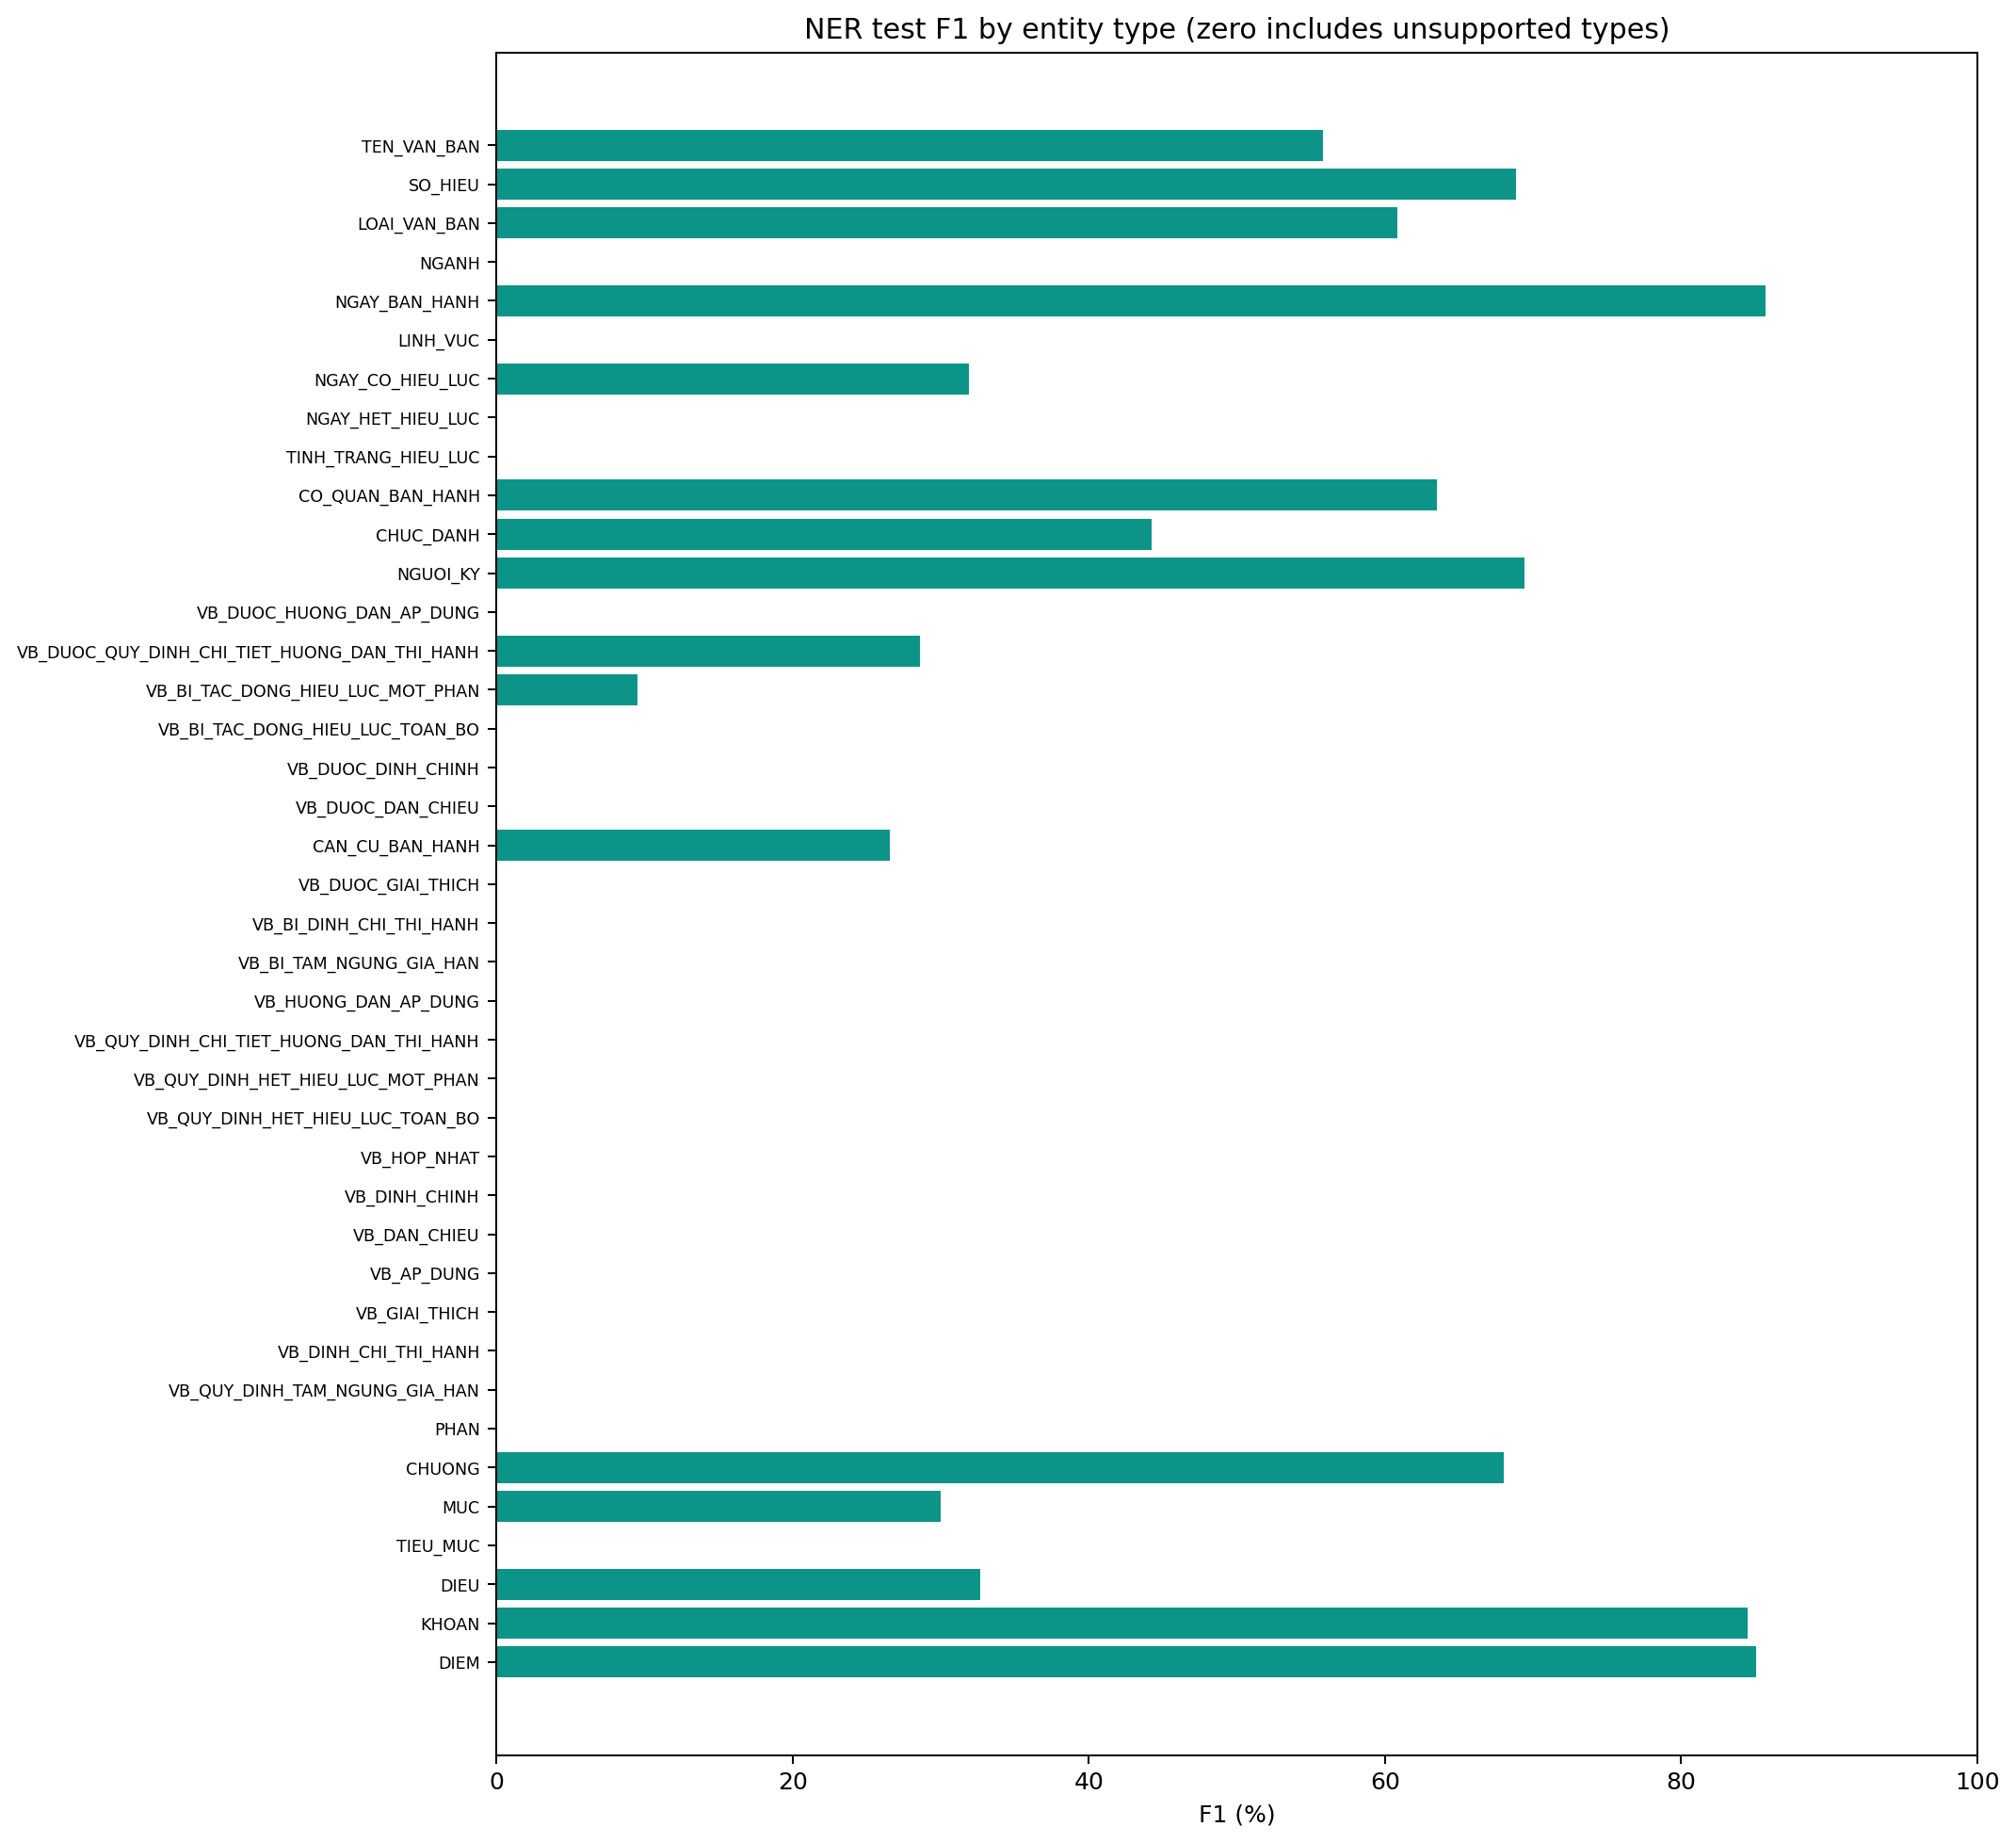 NER test F1 by entity type (zero includes unsupported types)
TEN_VAN_BAN
SO_HIEU
LOAI_VAN_BAN
NGANH
NGAY_BAN_HANH
LINH_VUC
NGAY_CO_HIEU_LUC
NGAY_HET_HIEU_LUC
TINH_TRANG_HIEU_LUC
CO_QUAN_BAN_HANH
CHUC_DANH
NGUOI_KY
VB_DUOC_HUONG_DAN_AP_DUNG
VB_DUOC_QUY_DINH_CHI_TIET_HUONG_DAN_THI_HANH
VB_BI_TAC_DONG_HIEU_LUC_MOT_PHAN
VB_BI_TAC_DONG_HIEU_LUC_TOAN_BO
VB_DUOC_DINH_CHINH
VB_DUOC_DAN_CHIEU
CAN_CU_BAN_HANH
VB_DUOC_GIAI_THICH
VB_BI_DINH_CHI_THI_HANH
VB_BI_TAM_NGUNG_GIA_HAN
VB_HUONG_DAN_AP_DUNG
VB_QUY_DINH_CHI_TIET_HUONG_DAN_THI_HANH
VB_QUY_DINH_HET_HIEU_LUC_MOT_PHAN
VB_QUY_DINH_HET_HIEU_LUC_TOAN_BO
VB_HOP_NHAT
VB_DINH_CHINH
VB_DAN_CHIEU
VB_AP_DUNG
VB_GIAI_THICH
VB_DINH_CHI_THI_HANH
VB_QUY_DINH_TAM_NGUNG_GIA_HAN
PHAN
CHUONG
MUC
TIEU_MUC
DIEU
KHOAN
DIEM
0 20 40 60 80 100
F1 (%)